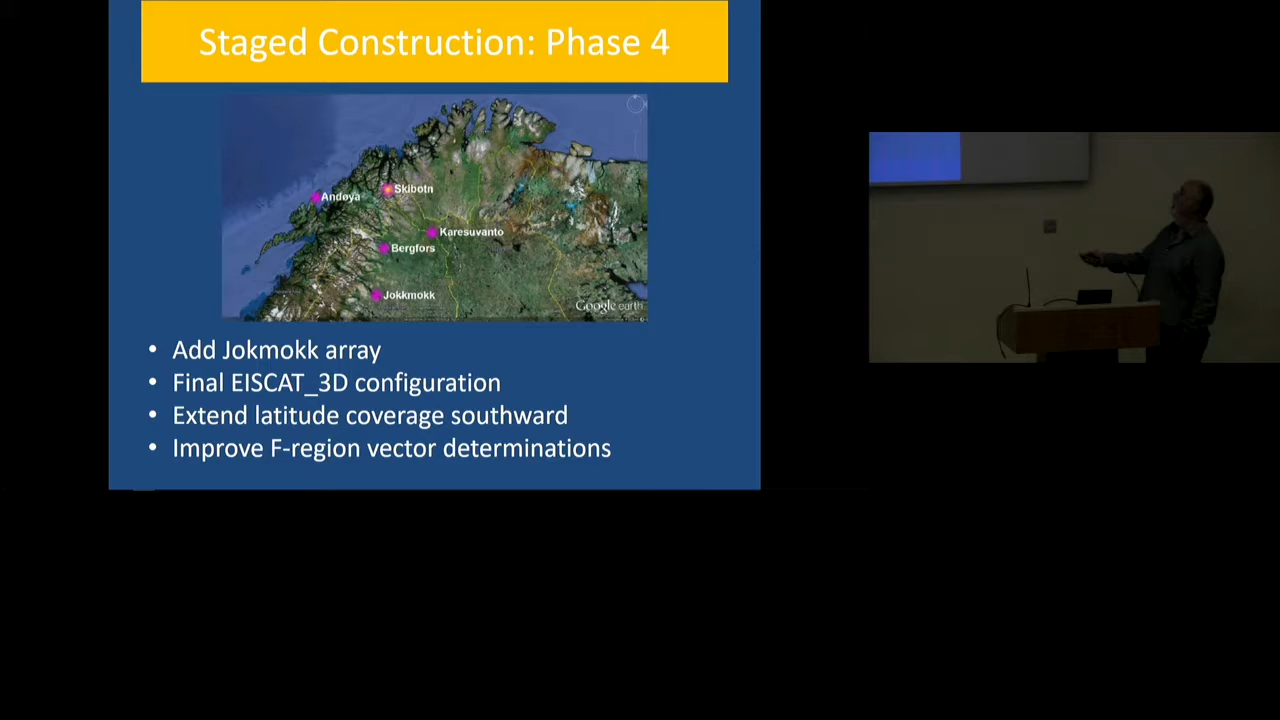 Staged Construction: Phase 4
Skibotn
Andøya
Karesuvanto
Bergfors
Jokkmokk
Google earth
• Add Jokmokk array
• Final EISCAT_3D configuration
• Extend latitude coverage southward
• Improve F-region vector determinations